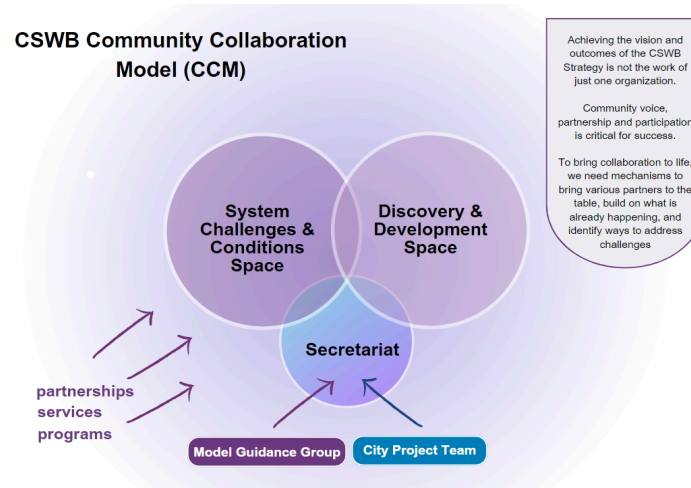 CSWB Community Collaboration
Model (CCM)
Achieving the vision and
outcomes of the CSWB
Strategy is not the work of
just one organization.
Community voice,
partnership and participation
is critical for success.
To bring collaboration to life,
we need mechanisms to
bring various partners to the
table, build on what is
already happening, and
identify ways to address
challenges
System
Challenges &
Conditions
Space
Discovery &
Development
Space
Secretariat
partnerships
services
programs
Model Guidance Group
City Project Team